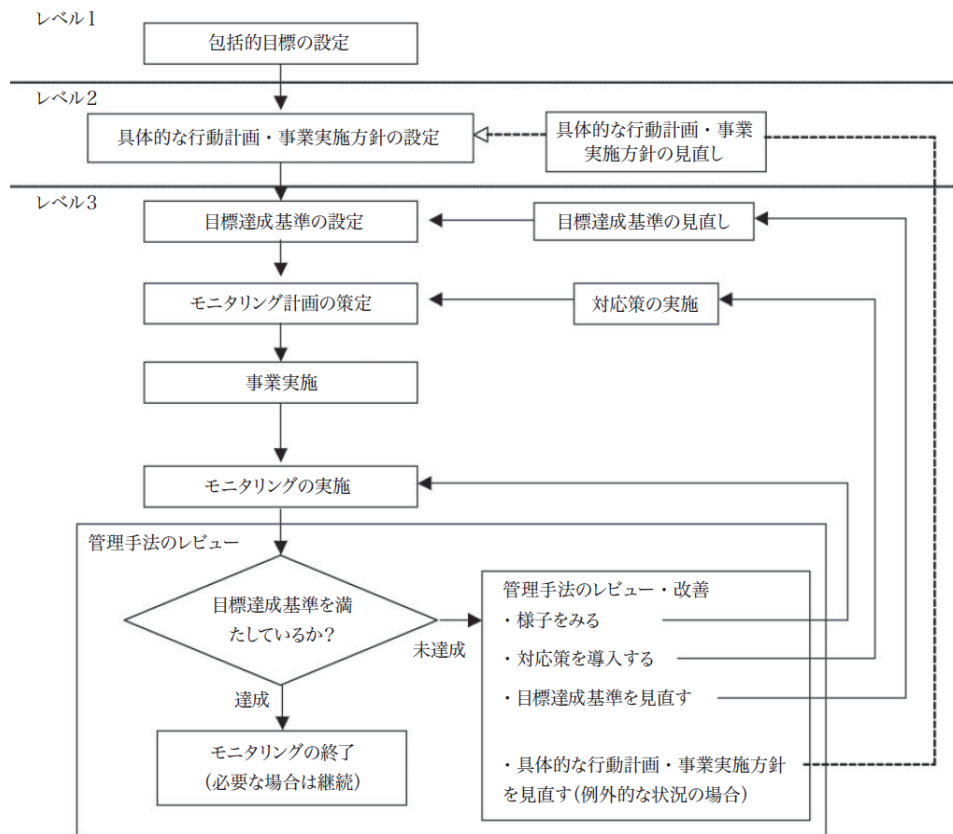 レベル1
包括的目標の設定
レベル2
具体的な行動計画・事業実施方針の設定
具体的な行動計画・事業
実施方針の見直し
レベル3
目標達成基準の設定
目標達成基準の見直し
モニタリング計画の策定
対応策の実施
事業実施
モニタリングの実施
管理手法のレビュー
目標達成基準を満
たしているか？
未達成
達成
モニタリングの終了
(必要な場合は継続)
管理手法のレビュー・改善
・様子をみる
・対応策を導入する
・目標達成基準を見直す
・具体的な行動計画・事業実施方針
を見直す(例外的な状況の場合)